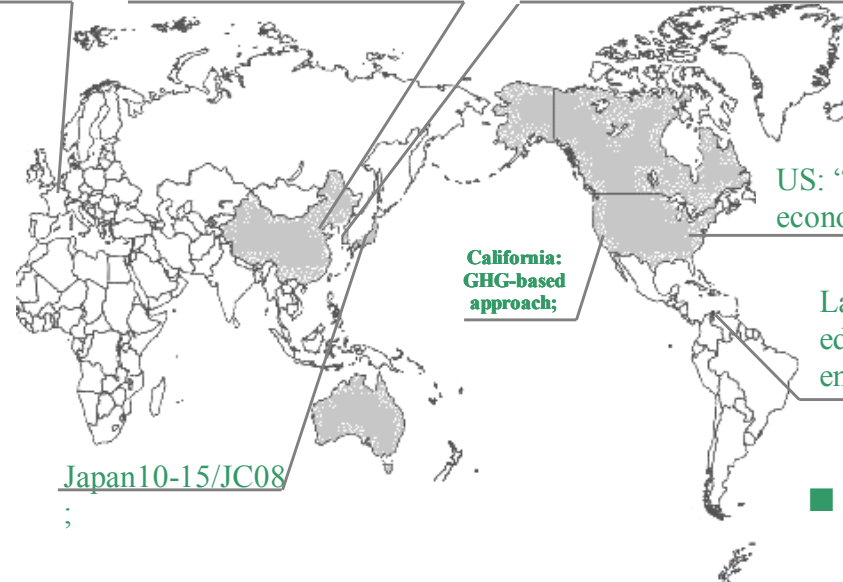 US: “
econo
California:
GHG-based
approach;
La
ed
en
Japan10-15/JC08
;